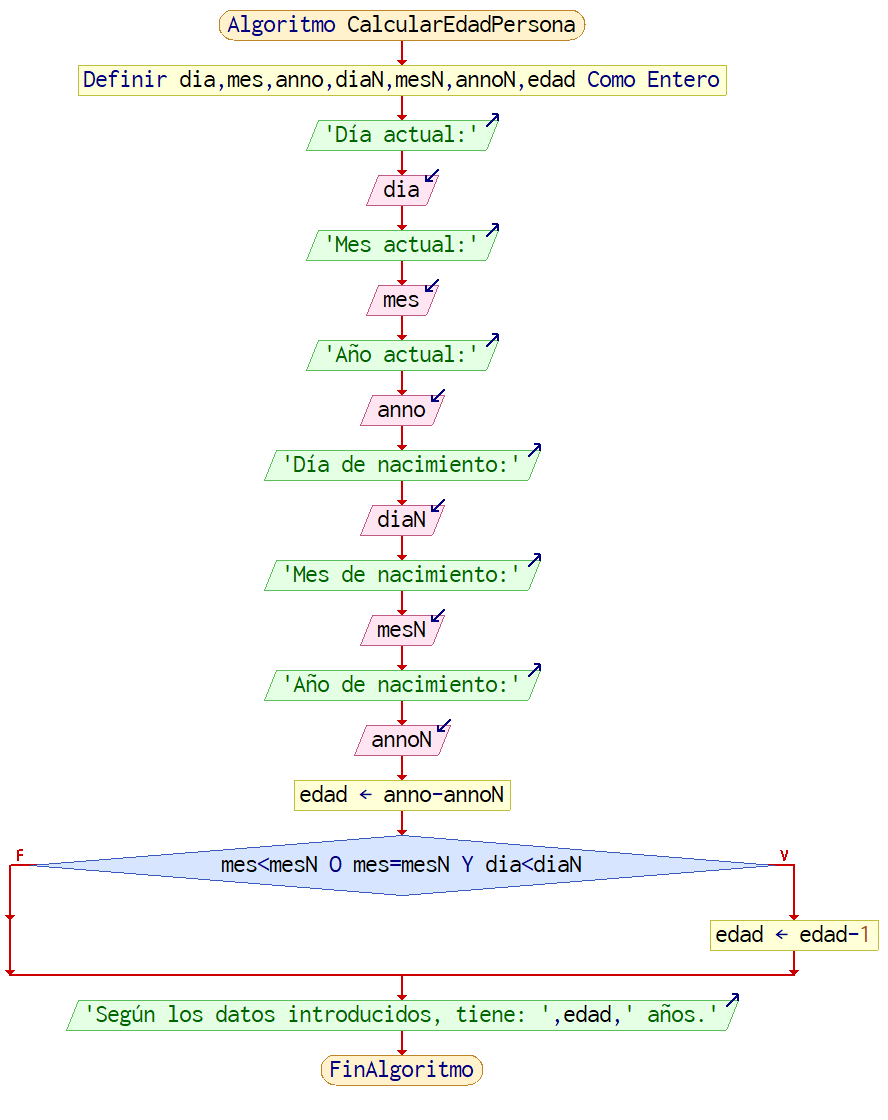 Algoritmo CalcularEdadPersona
Definir dia,mes,anno,diaN,mesN,annoN,edad Como Entero
'Día actual:'
dia
'Mes actual:'
mes
'Año actual:'
anno
'Día de nacimiento:'
diaN
'Mes de nacimiento:'
mesN
'Año de nacimiento:'
annoN
edad ← anno-annoN
F
mes<mesN O mes=mesN Y dia<diaN
V
edad ← edad-1
'Según los datos introducidos, tiene: ',edad,' años.'
FinAlgoritmo